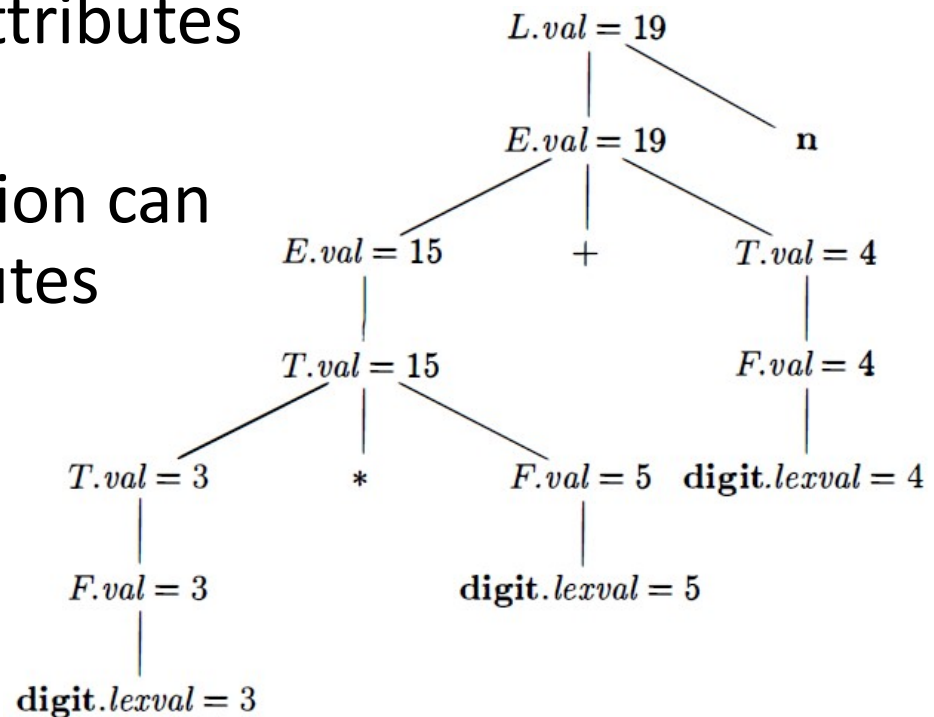 ttributes
ion can
utes
L.val = 19
E.val = 19
n
E.val = 15
+
T.val = 4
T.val = 15
F.val = 4
T.val = 3
*
F.val = 5
digit.lexval = 4
F.val = 3
digit.lexval = 5
digit.lexval = 3